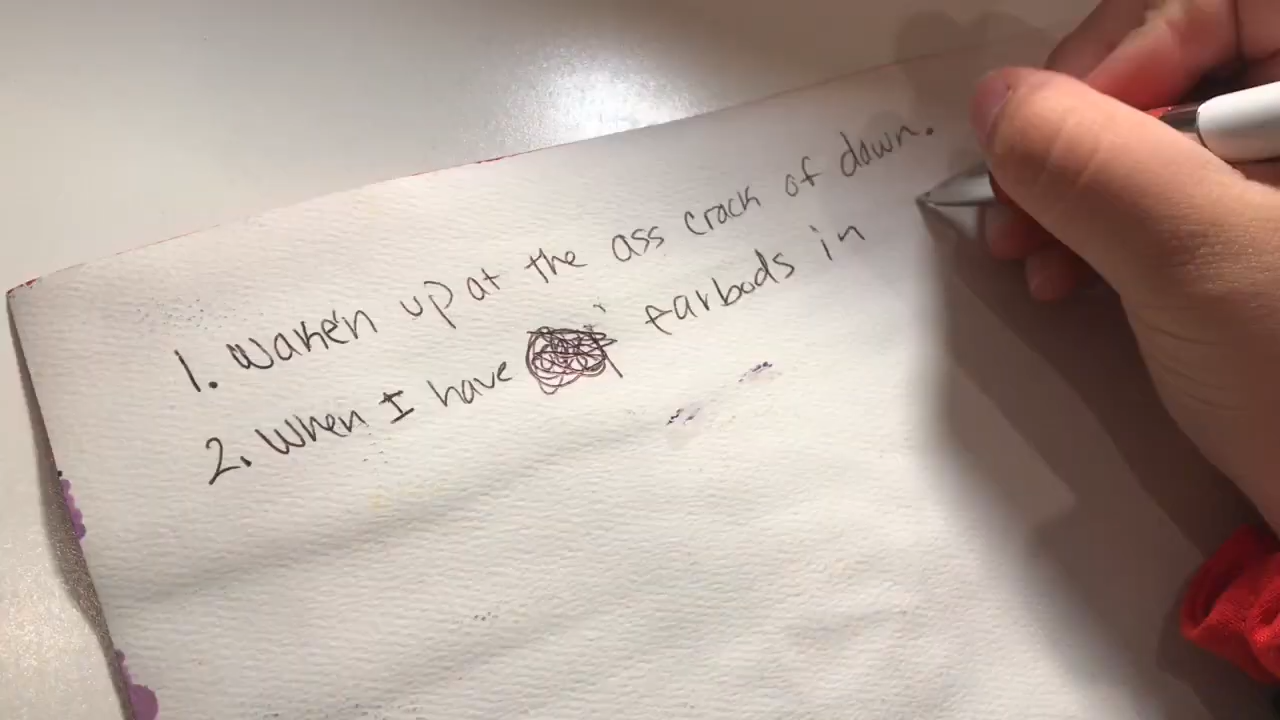 1. Waken'n up at the ass crack of dawn.
2. When I have earbods in